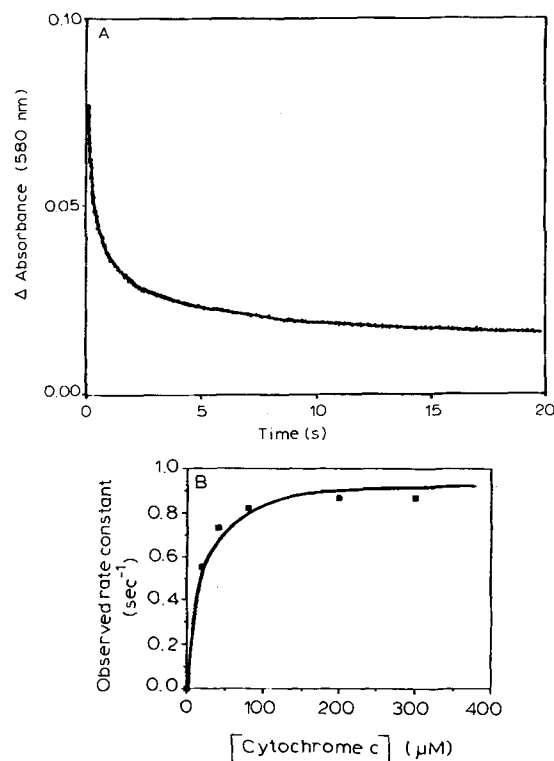 A
0.10
0.05
0.00
Δ Absorbance (580 nm)
0
5
10
15
20
Time (s)
B
1.0
0.8
0.6
0.4
0.2
0.0
Observed rate constant
(sec⁻¹)
0
100
200
300
400
[Cytochrome c] (μM)